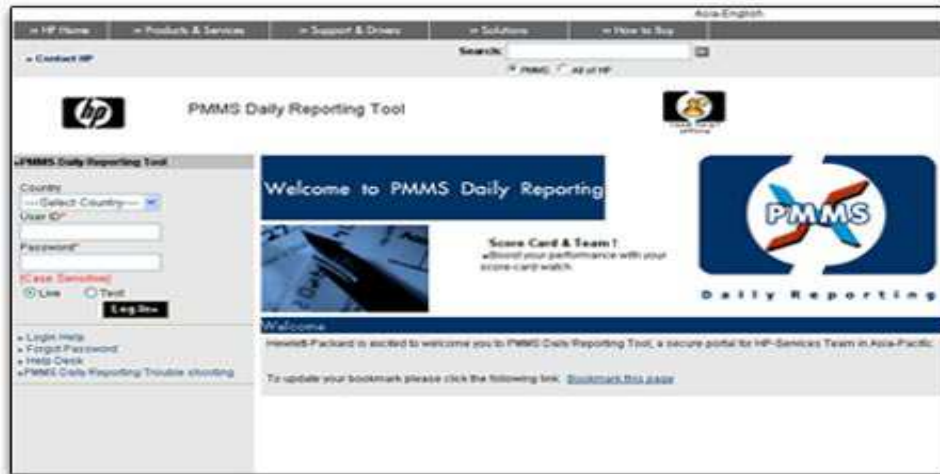 Asia-English
» HP Home » Products & Services » Support & Drivers » Solutions » How to Buy
» Contact HP
Search:
PMMS All of HP
hp
PMMS Daily Reporting Tool
»PMMS Daily Reporting Tool
Country
---Select Country---
User ID*
Password*
[Case Sensitive]
Live Test
Log In»
» Login Help
» Forgot Password
» Help Desk
»PMMS Daily Reporting Trouble shooting
Welcome to PMMS Daily Reporting
Score Card & Team !
»Boost your performance with your
score-card watch.
PMMS
Daily Reporting
Welcome
Hewlett-Packard is excited to welcome you to PMMS Daily Reporting Tool, a secure portal for HP-Services Team in Asia-Pacific
To update your bookmark please click the following link. Bookmark this page